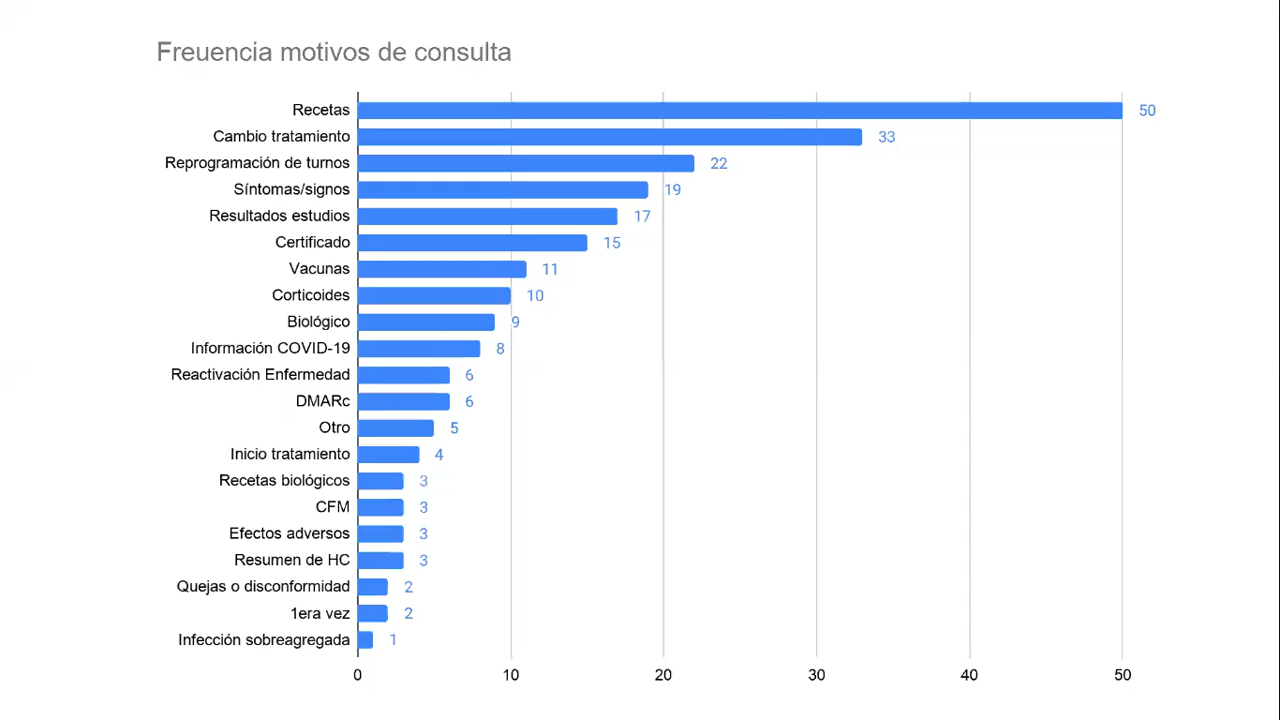 Freuencia motivos de consulta
Recetas 50
Cambio tratamiento 33
Reprogramación de turnos 22
Síntomas/signos 19
Resultados estudios 17
Certificado 15
Vacunas 11
Corticoides 10
Biológico 9
Información COVID-19 8
Reactivación Enfermedad 6
DMARc 6
Otro 5
Inicio tratamiento 4
Recetas biológicos 3
CFM 3
Efectos adversos 3
Resumen de HC 3
Quejas o disconformidad 2
1era vez 2
Infección sobreagregada 1
0 10 20 30 40 50